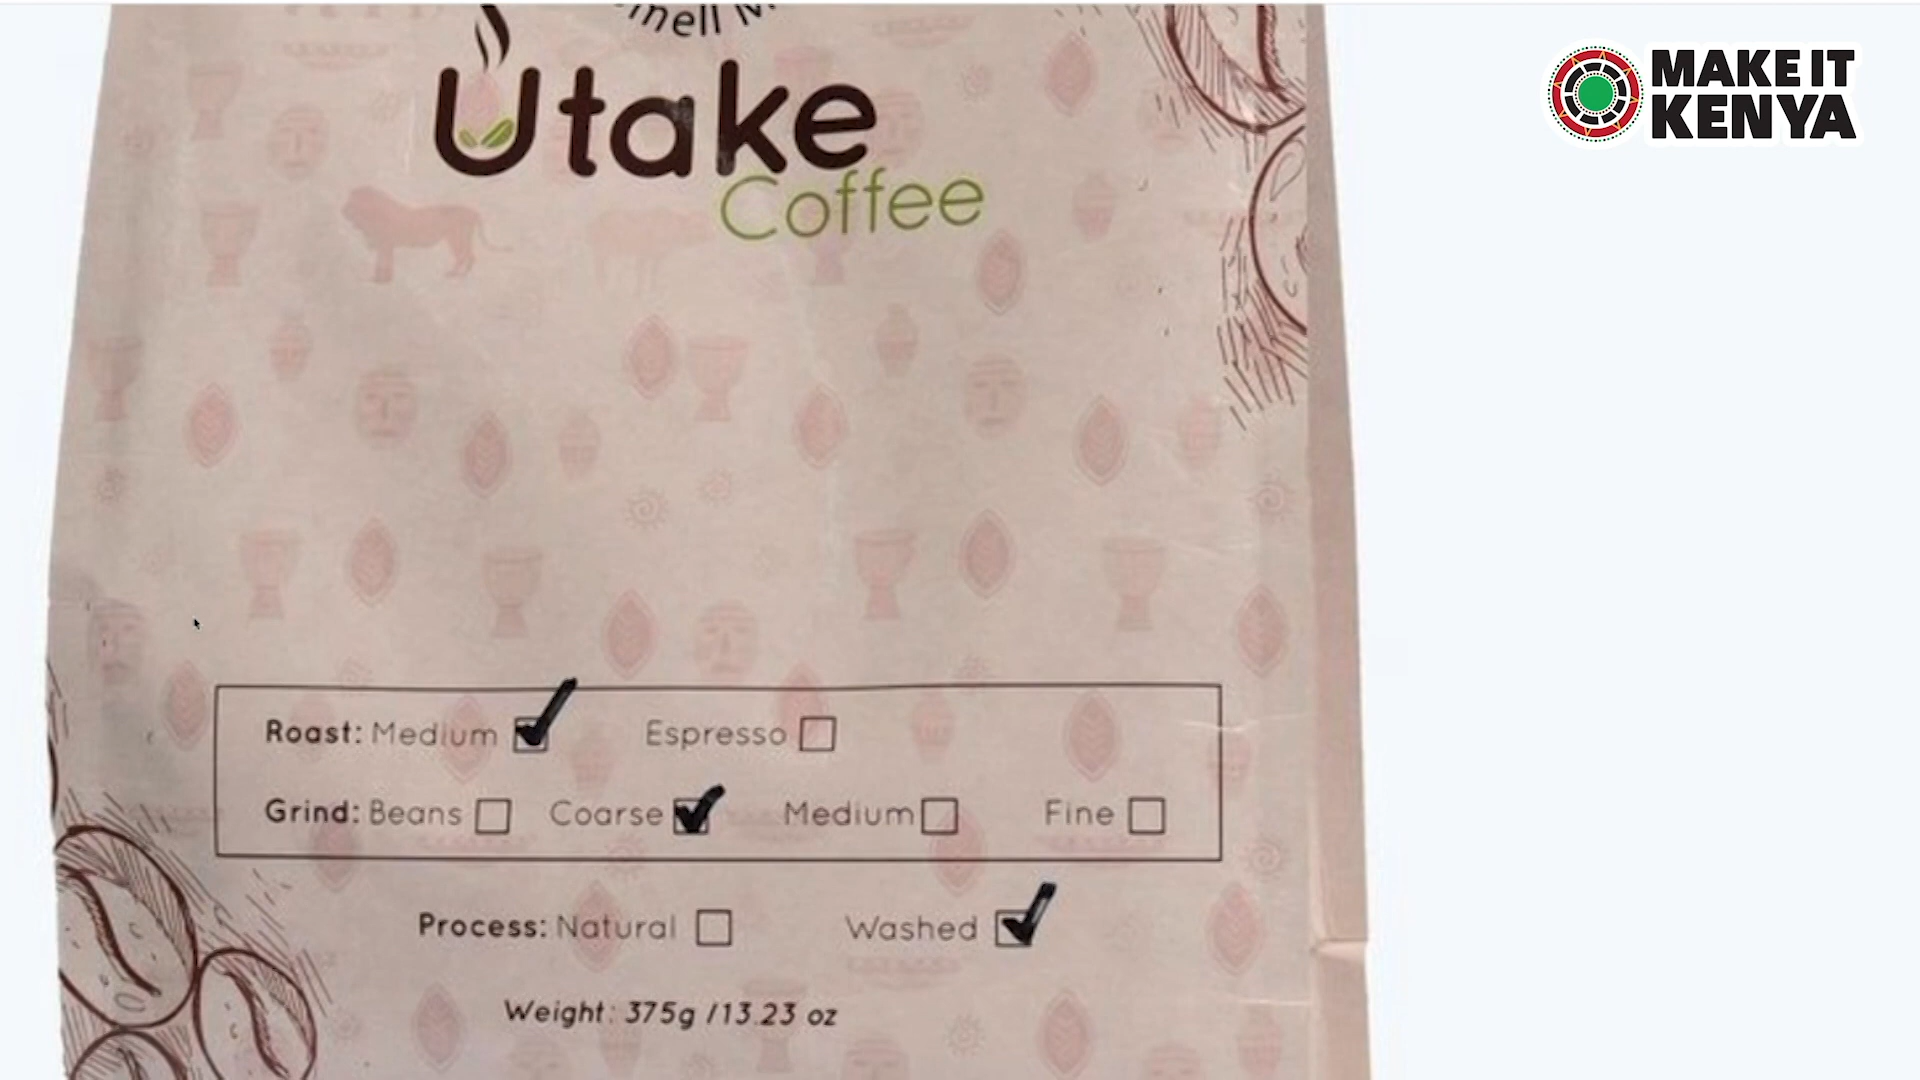 MAKE IT
KENYA
Utake
Coffee
Roast: Medium Espresso
Grind: Beans Coarse Medium Fine
Process: Natural Washed
Weight: 375g /13.23 oz